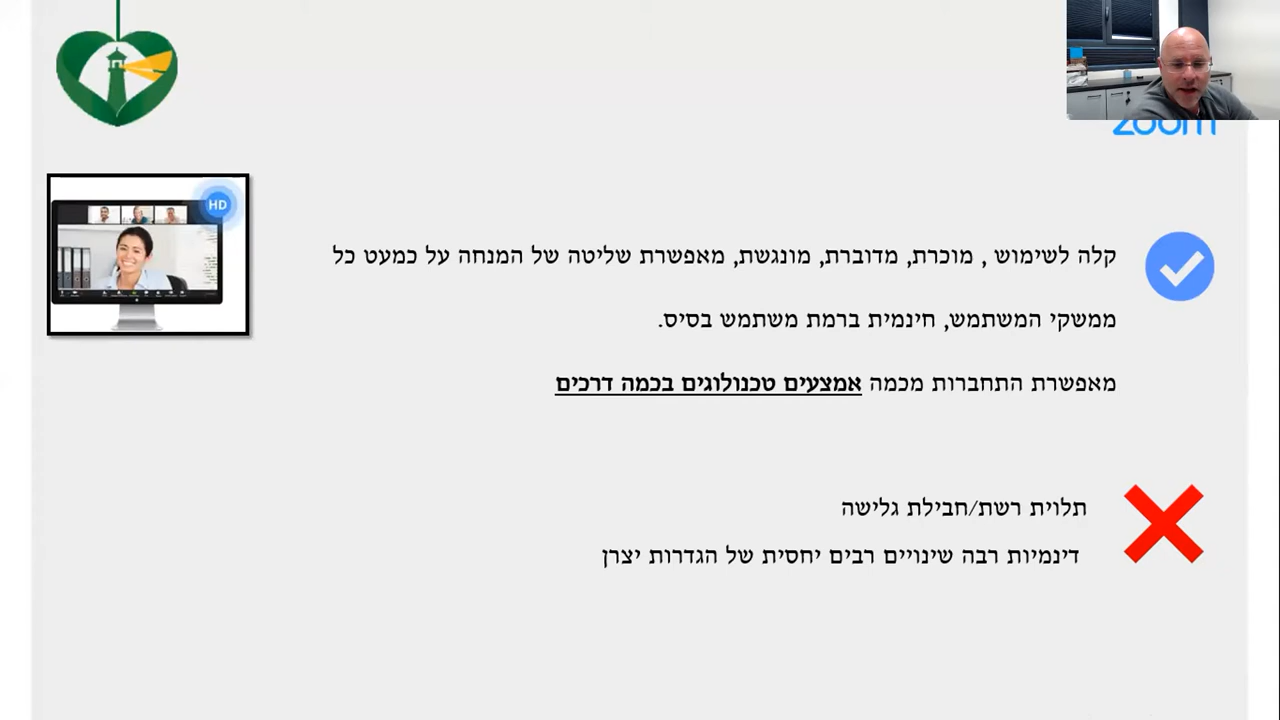 zoom
HD
קלה לשימוש , מוכרת, מדוברת, מונגשת, מאפשרת שליטה של המנחה על כמעט כל
ממשקי המשתמש, חינמית ברמת משתמש בסיס.
מאפשרת התחברות מכמה אמצעים טכנולוגים בכמה דרכים
תלוית רשת/חבילת גלישה
דינמיות רבה שינויים רבים יחסית של הגדרות יצרן